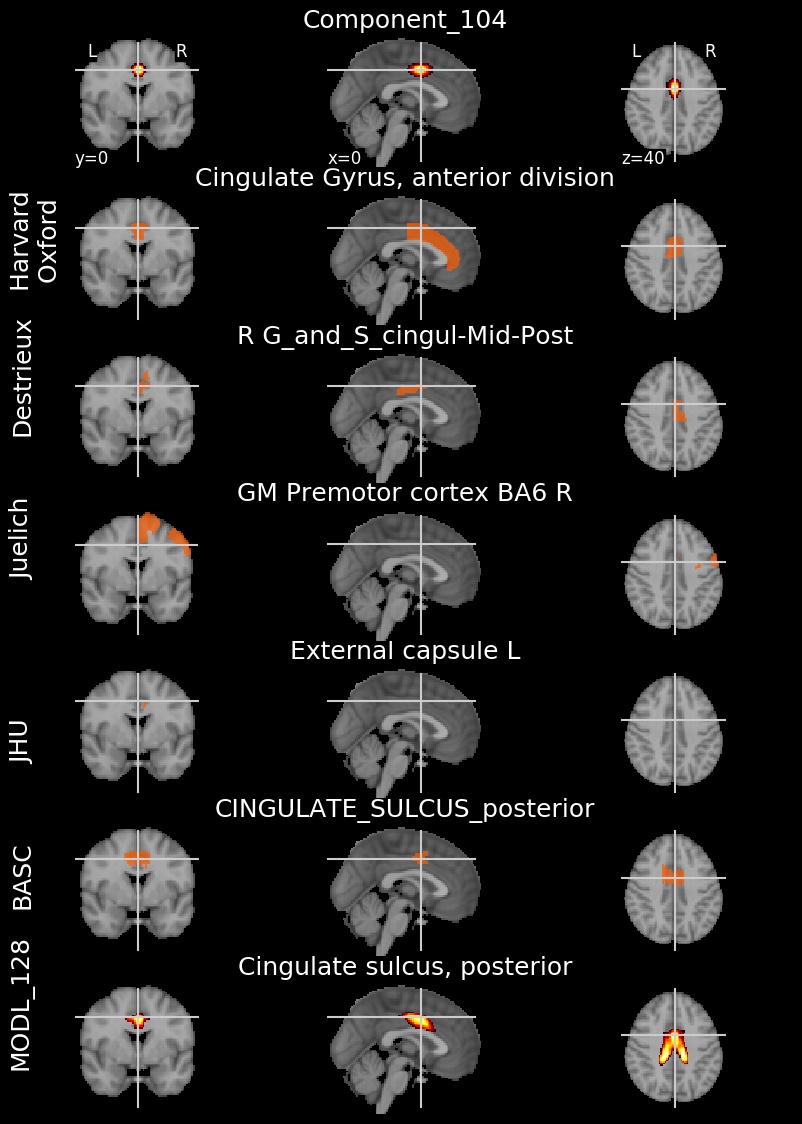 Component_104
L R
L R
y=0
x=0
z=40
Cingulate Gyrus, anterior division
Harvard
Oxford
R G_and_S_cingul-Mid-Post
Destrieux
GM Premotor cortex BA6 R
Juelich
External capsule L
JHU
CINGULATE_SULCUS_posterior
BASC
Cingulate sulcus, posterior
MODL_128